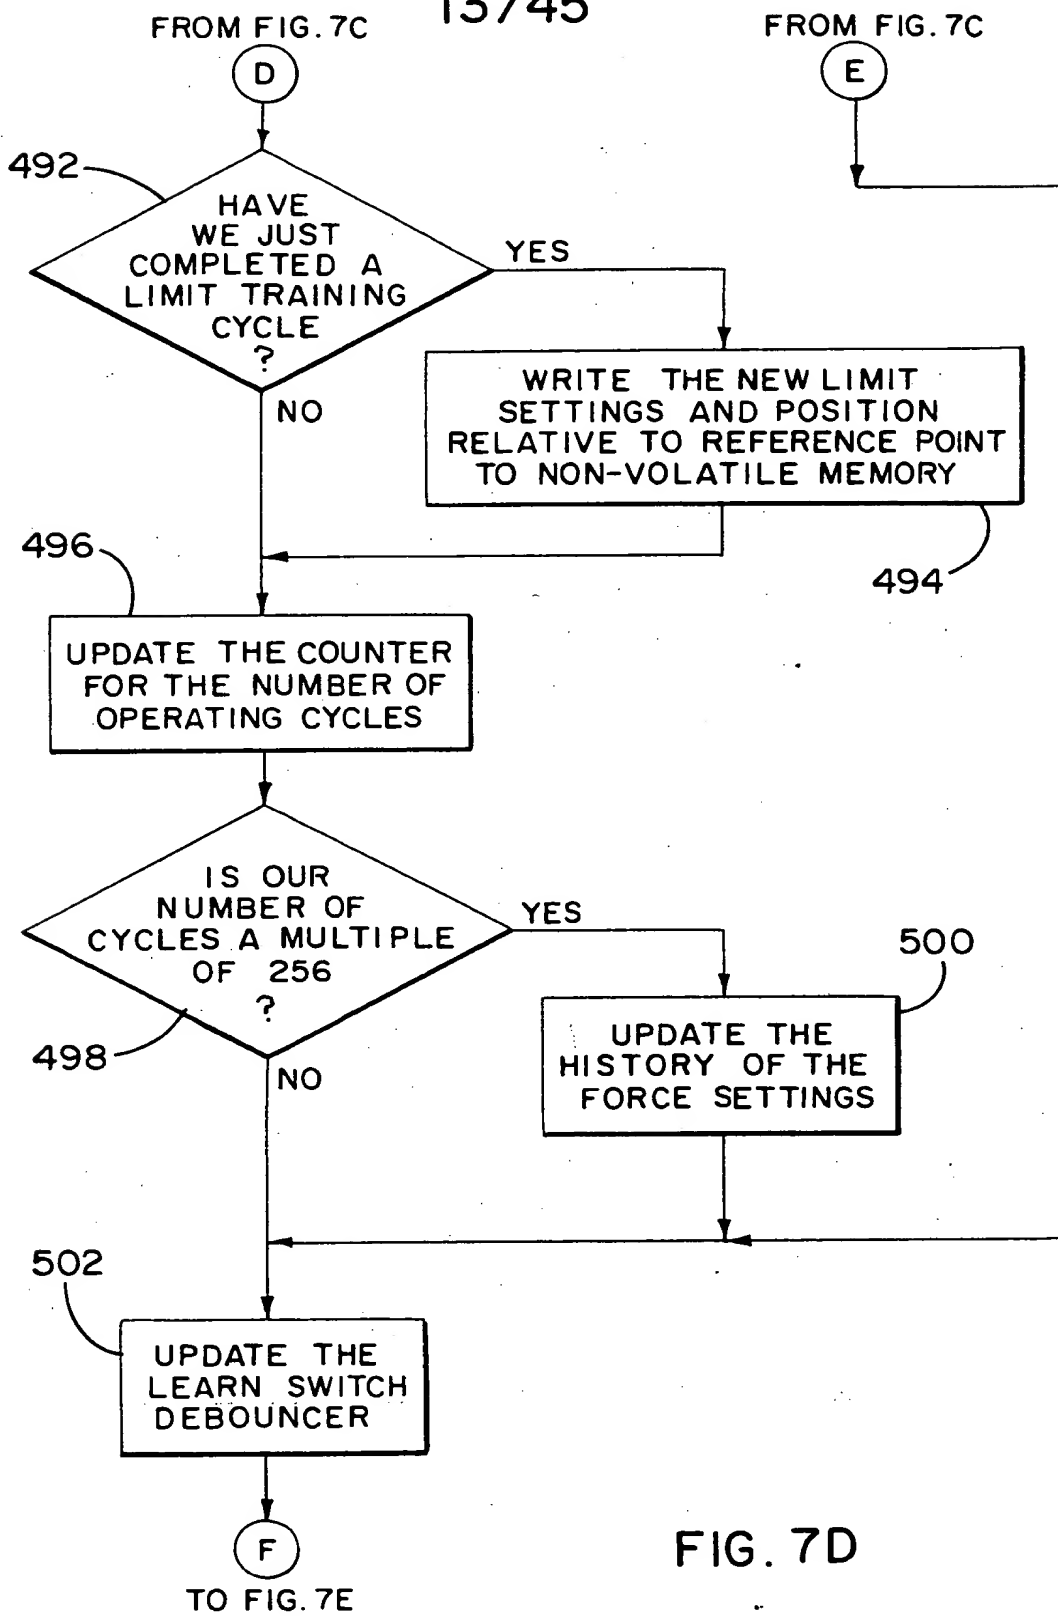 13/45
FROM FIG. 7C
FROM FIG. 7C
D
E
492
HAVE
WE JUST
COMPLETED A
LIMIT TRAINING
CYCLE
?
YES
NO
WRITE THE NEW LIMIT
SETTINGS AND POSITION
RELATIVE TO REFERENCE POINT
TO NON-VOLATILE MEMORY
494
496
UPDATE THE COUNTER
FOR THE NUMBER OF
OPERATING CYCLES
IS OUR
NUMBER OF
CYCLES A MULTIPLE
OF 256
?
YES
498
NO
500
UPDATE THE
HISTORY OF THE
FORCE SETTINGS
502
UPDATE THE
LEARN SWITCH
DEBOUNCER
F
TO FIG. 7E
FIG. 7D